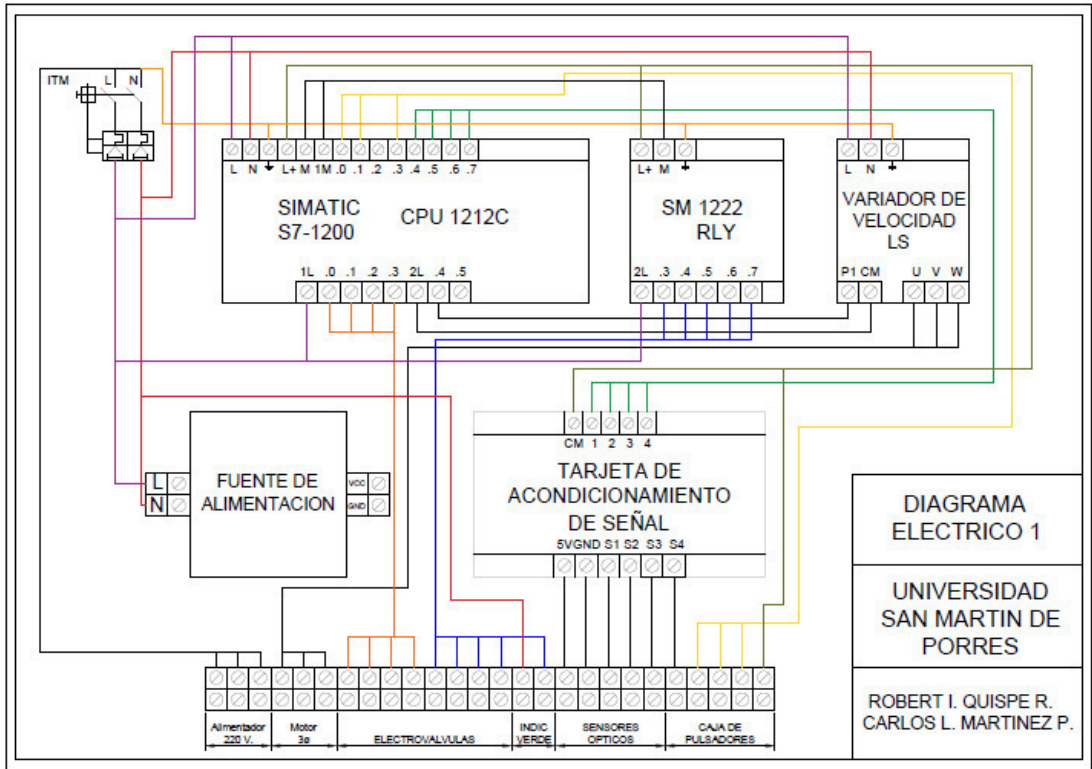 ITM L N
L N L+ M 1M .0 .1 .2 .3 .4 .5 .6 .7
SIMATIC
S7-1200
CPU 1212C
1L .0 .1 .2 .3 2L .4 .5
L+ M
SM 1222
RLY
2L .3 .4 .5 .6 .7
L N
VARIADOR DE
VELOCIDAD
LS
P1 CM U V W
L
N
FUENTE DE
ALIMENTACION
VCC
GND
CM 1 2 3 4
TARJETA DE
ACONDICIONAMIENTO
DE SEÑAL
5V GND S1 S2 S3 S4
DIAGRAMA
ELECTRICO 1
UNIVERSIDAD
SAN MARTIN DE
PORRES
ROBERT I. QUISPE R.
CARLOS L. MARTINEZ P.
Alimentador
220 V.
Motor
3ø
ELECTROVALVULAS
INDIC
VERDE
SENSORES
OPTICOS
CAJA DE
PULSADORES